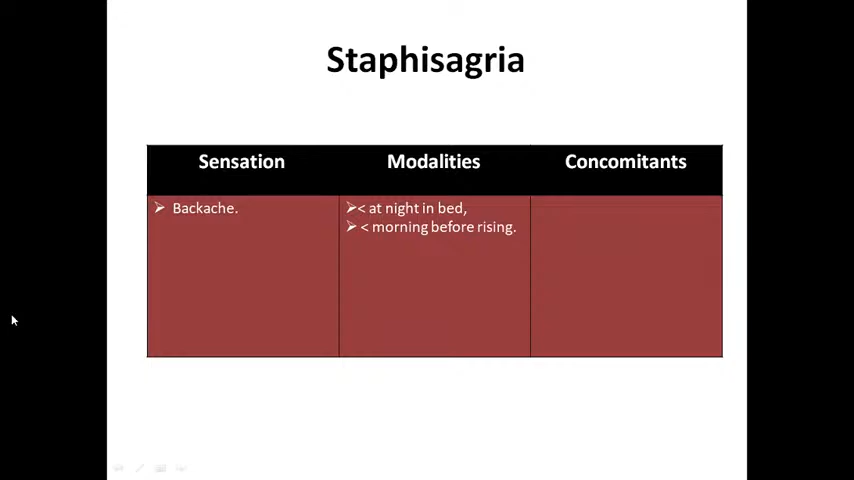 Staphisagria
Sensation Modalities Concomitants
➢ Backache.
➢< at night in bed,
➢ < morning before rising.